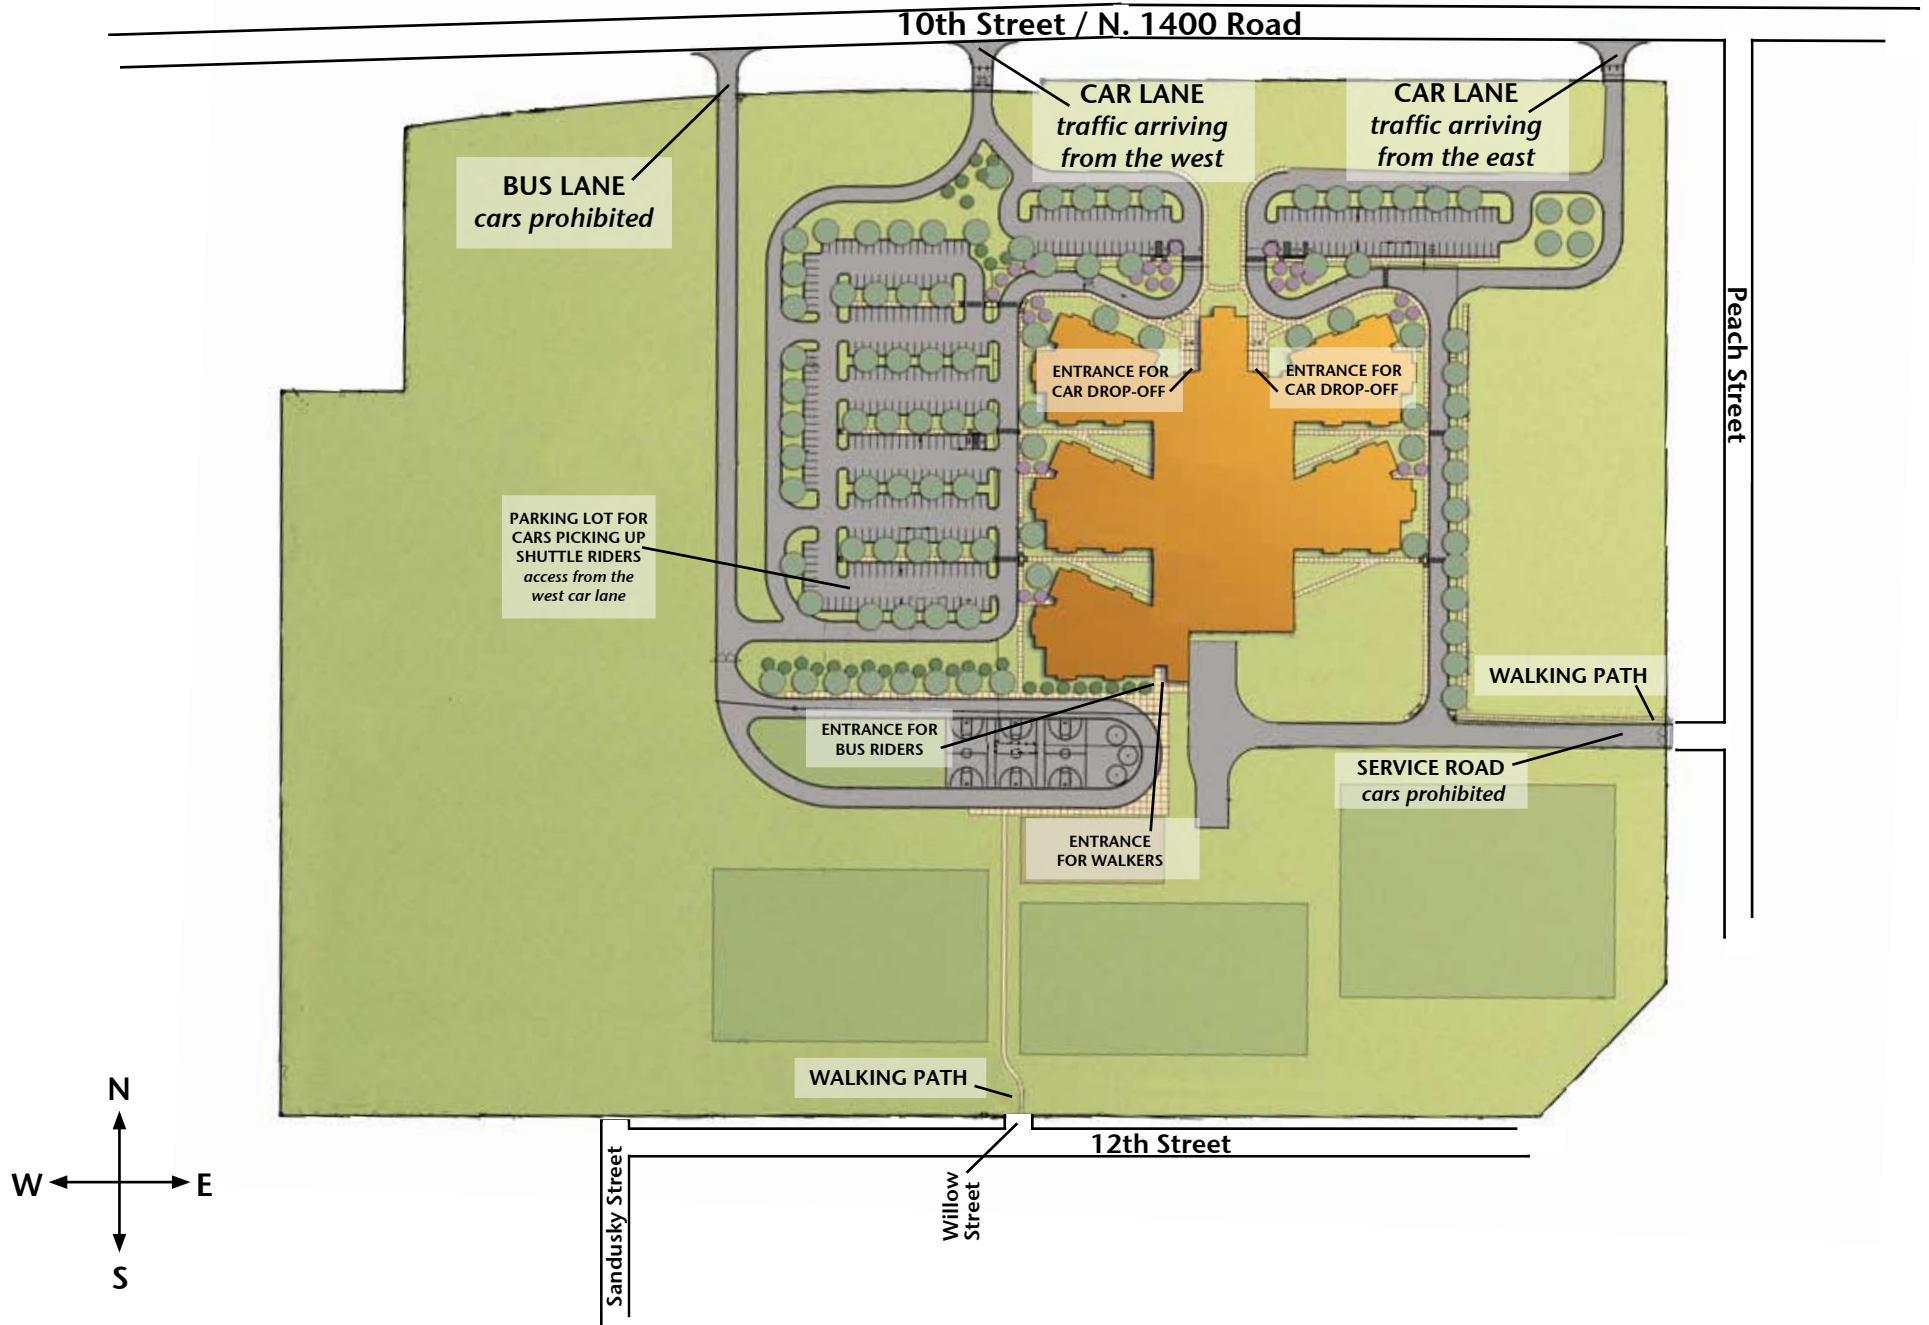 10th Street / N. 1400 Road
CAR LANE
traffic arriving
from the west
CAR LANE
traffic arriving
from the east
BUS LANE
cars prohibited
Peach Street
ENTRANCE FOR
CAR DROP-OFF
ENTRANCE FOR
CAR DROP-OFF
PARKING LOT FOR
CARS PICKING UP
SHUTTLE RIDERS
access from the
west car lane
WALKING PATH
ENTRANCE FOR
BUS RIDERS
SERVICE ROAD
cars prohibited
ENTRANCE
FOR WALKERS
WALKING PATH
12th Street
Sandusky Street
Willow
Street
N
W
E
S